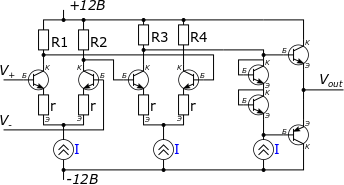 +12В
R1 R2 R3 R4
К К К К К К
V₊ Б Б Б Б Б Б
Э
К
Vout
r r r r
Б
Э Э Э Э Э Э
V₋ Б
К
I I I
-12В